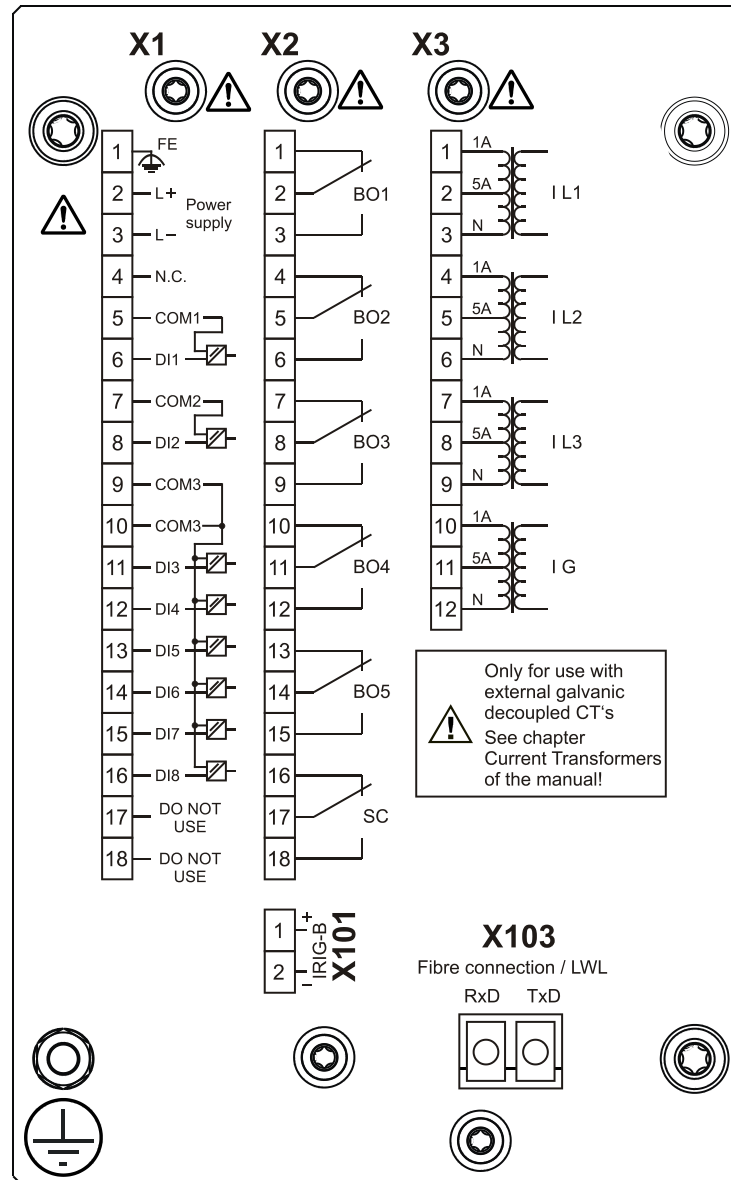 X1 X2 X3
1 FE
2 L+
Power
supply
3 L−
4 N.C.
5 COM1
6 DI1
7 COM2
8 DI2
9 COM3
10 COM3
11 DI3
12 DI4
13 DI5
14 DI6
15 DI7
16 DI8
17 DO NOT
USE
18 DO NOT
USE
1
2 BO1
3
4
5 BO2
6
7
8 BO3
9
10
11 BO4
12
13
14 BO5
15
16
17 SC
18
1 1A
2 5A I L1
3 N
4 1A
5 5A I L2
6 N
7 1A
8 5A I L3
9 N
10 1A
11 5A I G
12 N
Only for use with
external galvanic
decoupled CT‘s
See chapter
Current Transformers
of the manual!
1 +
2 −
IRIG-B
X101
X103
Fibre connection / LWL
RxD TxD